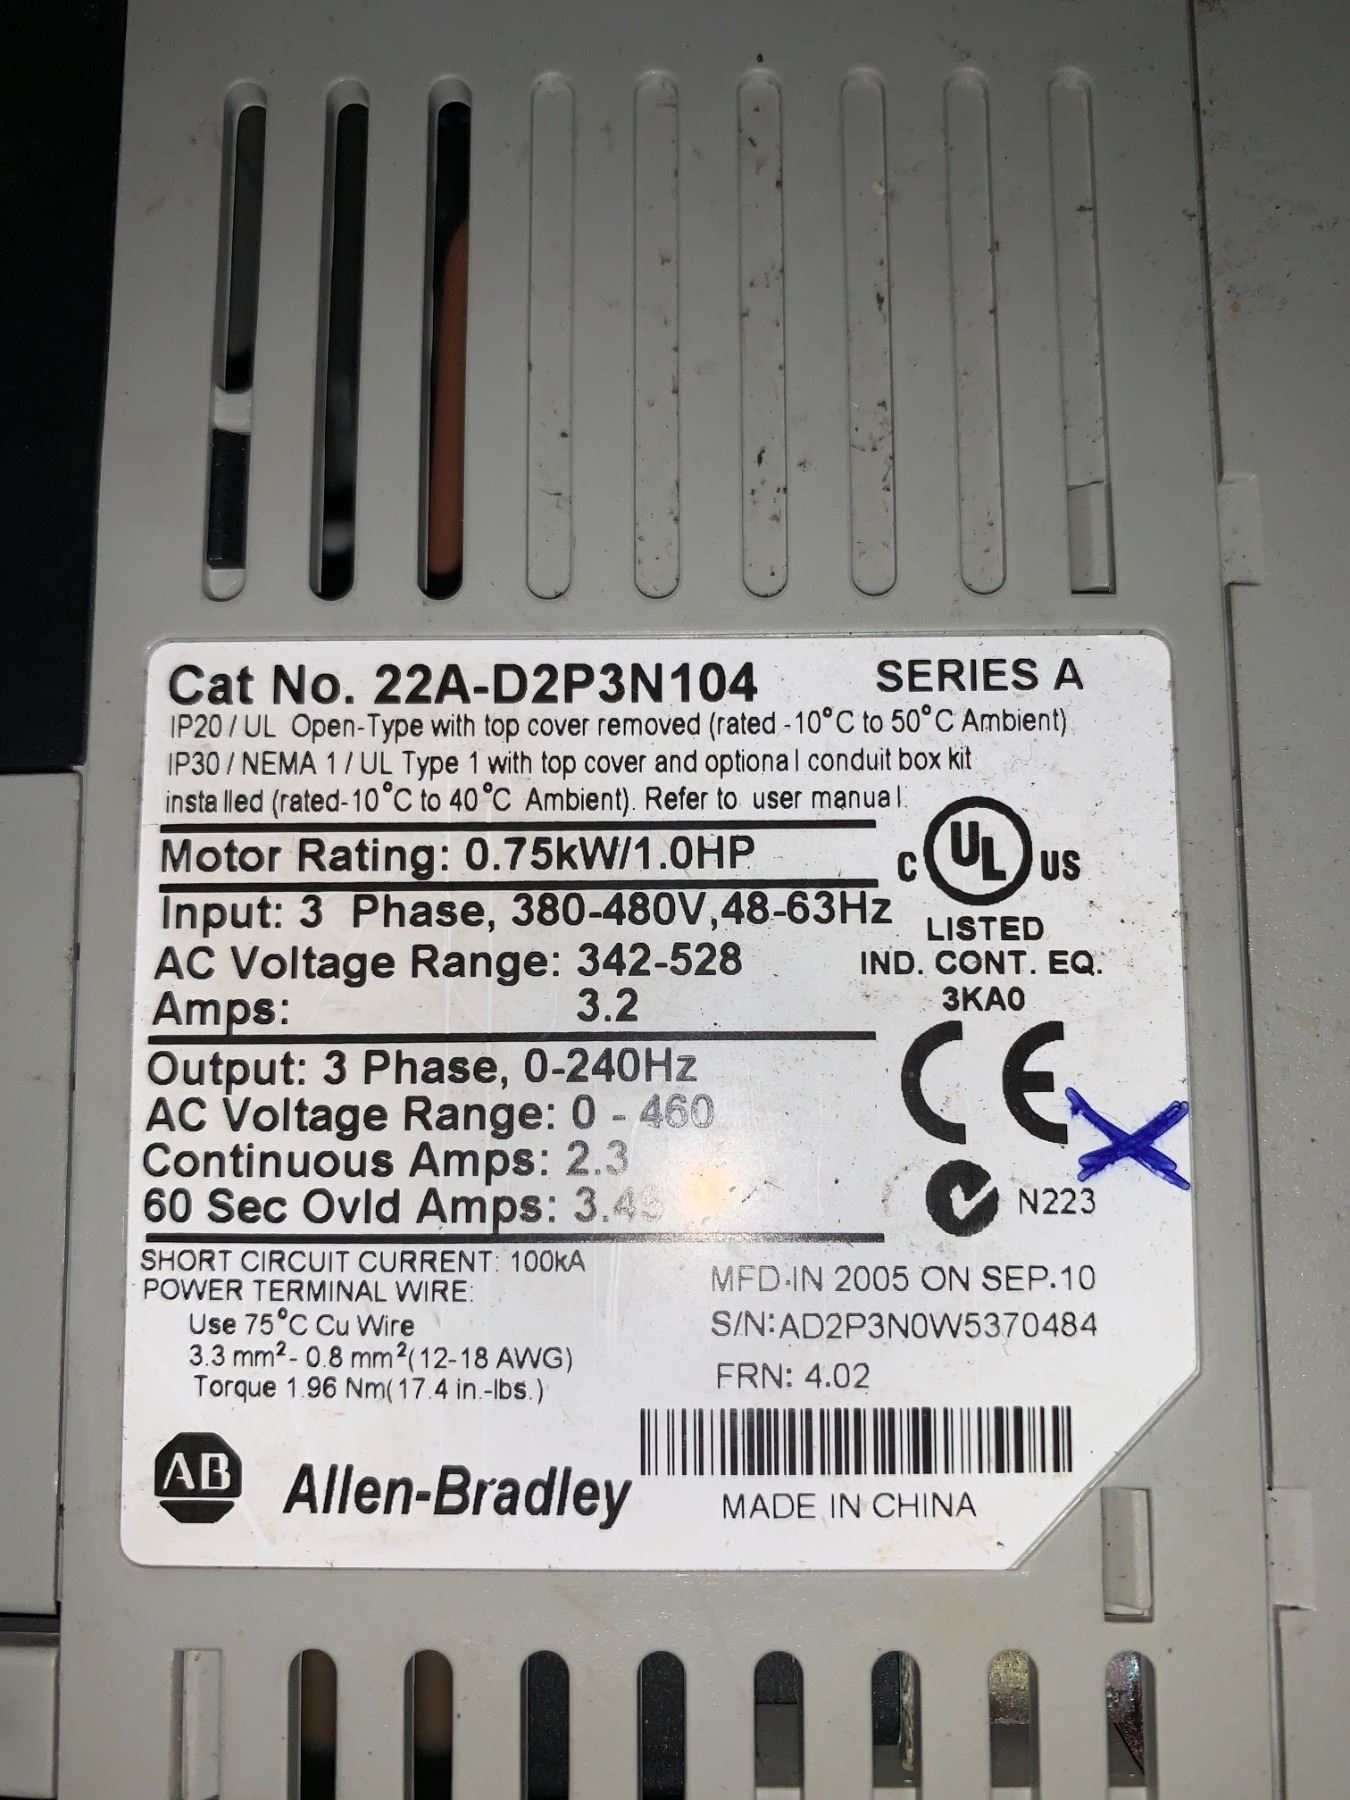 Cat No. 22A-D2P3N104 SERIES A
IP20 / UL Open-Type with top cover removed (rated -10°C to 50°C Ambient)
IP30 / NEMA 1 / UL Type 1 with top cover and optional conduit box kit
installed (rated-10°C to 40°C Ambient). Refer to user manual.
Motor Rating: 0.75kW/1.0HP
C UL US
Input: 3 Phase, 380-480V,48-63Hz
LISTED
AC Voltage Range: 342-528
IND. CONT. EQ.
Amps: 3.2
3KA0
CE
Output: 3 Phase, 0-240Hz
AC Voltage Range: 0 - 460
Continuous Amps: 2.3
60 Sec Ovld Amps: 3.45
N223
SHORT CIRCUIT CURRENT: 100kA
POWER TERMINAL WIRE:
Use 75°C Cu Wire
3.3 mm²- 0.8 mm²(12-18 AWG)
Torque 1.96 Nm(17.4 in.-lbs.)
MFD.IN 2005 ON SEP.10
S/N:AD2P3N0W5370484
FRN: 4.02
AB Allen-Bradley
MADE IN CHINA